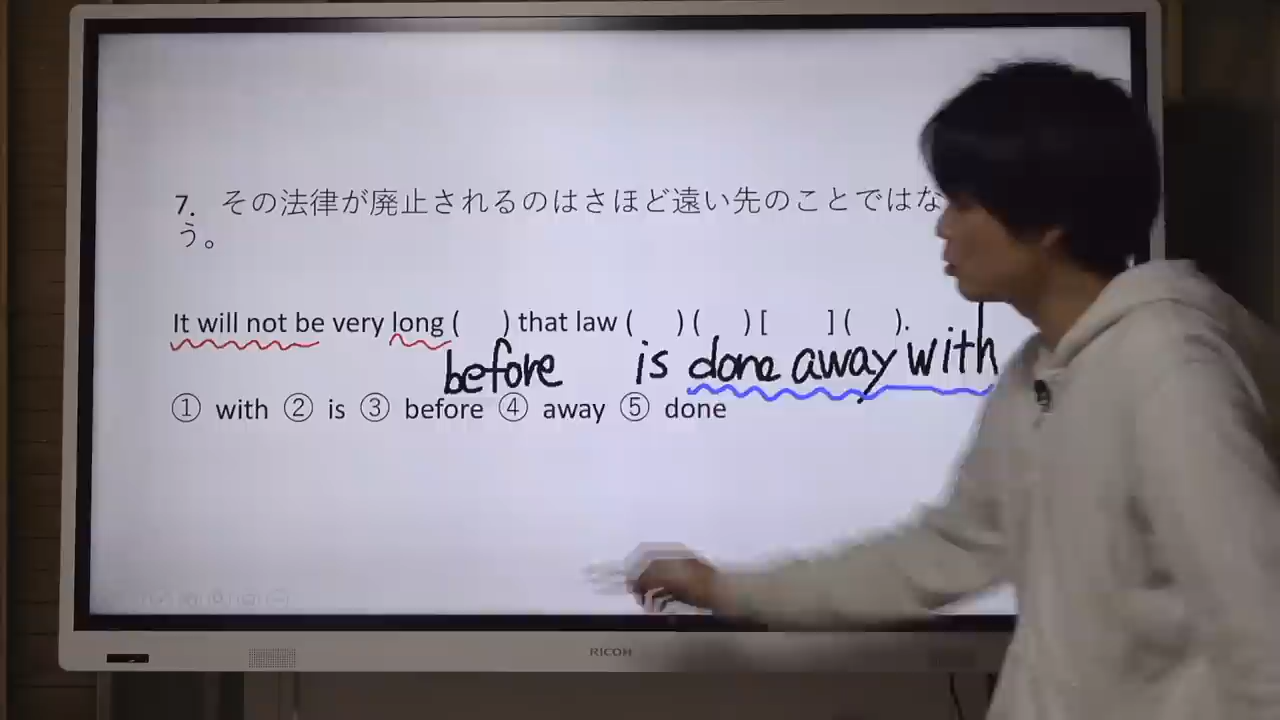 7. その法律が廃止されるのはさほど遠い先のことではな
う。
It will not be very long ( ) that law ( ) ( ) [ ] ( ).
before is done away with
① with ② is ③ before ④ away ⑤ done
RICOH